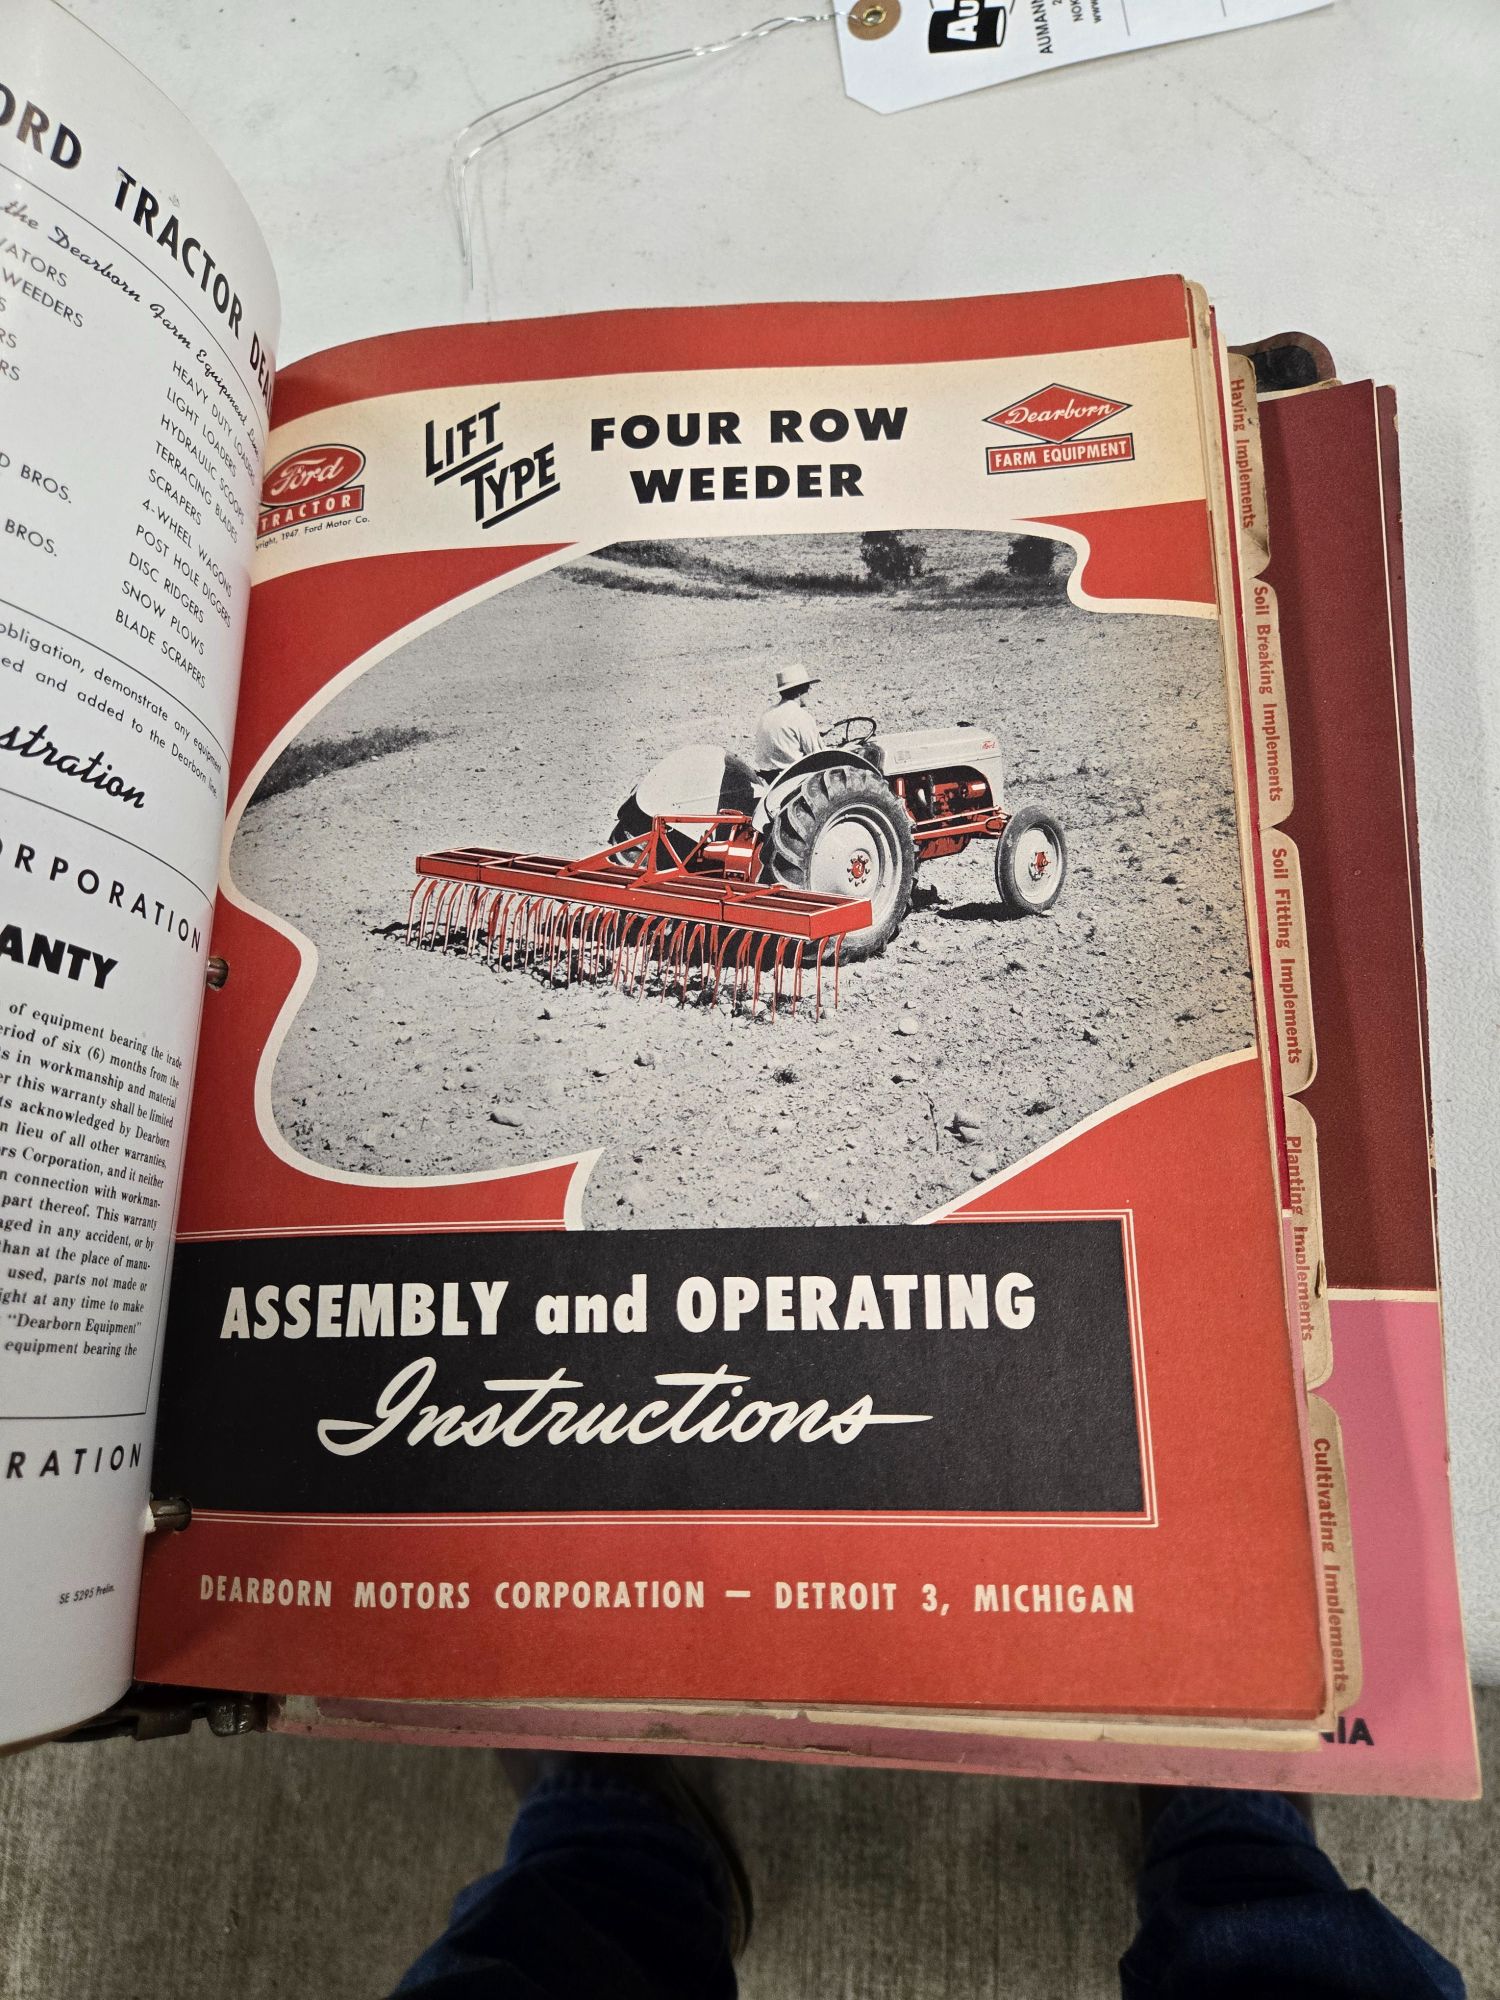 AUMANN
ORD TRACTOR DEAL
the Dearborn Farm Equipment Line
VATORS
WEEDERS
S
RS
RS
D BROS.
BROS.
HEAVY DUTY LOADERS
LIGHT LOADERS
HYDRAULIC SCOOPS
TERRACING BLADES
SCRAPERS
4-WHEEL WAGONS
POST HOLE DIGGERS
DISC RIDGERS
SNOW PLOWS
BLADE SCRAPERS
obligation, demonstrate any equipment
ed and added to the Dearborn line.
stration
ORPORATION
ANTY
of equipment bearing the trade
eriod of six (6) months from the
s in workmanship and material
er this warranty shall be limited
ts acknowledged by Dearborn
n lieu of all other warranties,
rs Corporation, and it neither
n connection with workman-
part thereof. This warranty
aged in any accident, or by
than at the place of manu-
used, parts not made or
ight at any time to make
"Dearborn Equipment"
equipment bearing the
RATION
SE 5295 Prelim.
Ford
TRACTOR
yright, 1947 Ford Motor Co.
LIFT
TYPE
FOUR ROW
WEEDER
Dearborn
FARM EQUIPMENT
Ford
ASSEMBLY and OPERATING
Instructions
DEARBORN MOTORS CORPORATION — DETROIT 3, MICHIGAN
Haying Implements
Soil Breaking Implements
Soil Fitting Implements
Planting Implements
Cultivating Implements
NIA